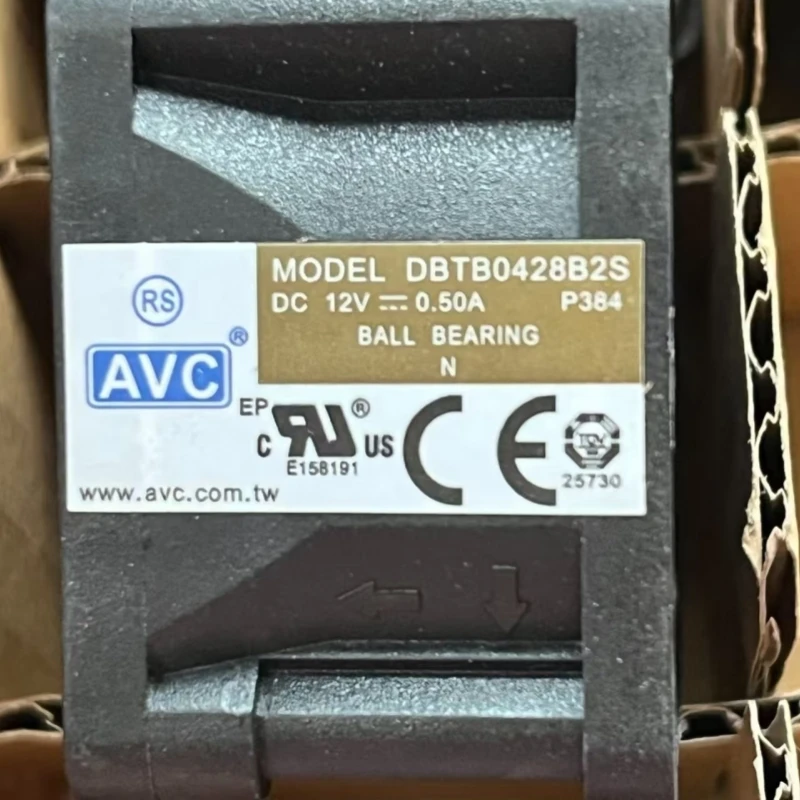 RS
AVC®
MODEL DBTB0428B2S
DC 12V 0.50A P384
BALL BEARING
N
EP
C RU® US
E158191
CE
25730
www.avc.com.tw